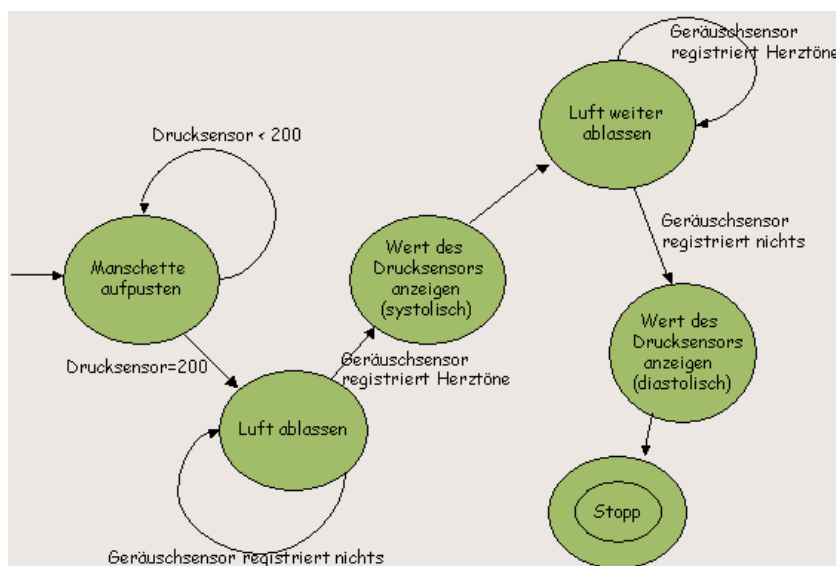 Drucksensor < 200
Manschette
aufpusten
Drucksensor=200
Luft ablassen
Geräuschsensor registriert nichts
Geräuschsensor
registriert Herztöne
Wert des
Drucksensors
anzeigen
(systolisch)
Geräuschsensor
registriert Herztöne
Luft weiter
ablassen
Geräuschsensor
registriert nichts
Wert des
Drucksensors
anzeigen
(diastolisch)
Stopp